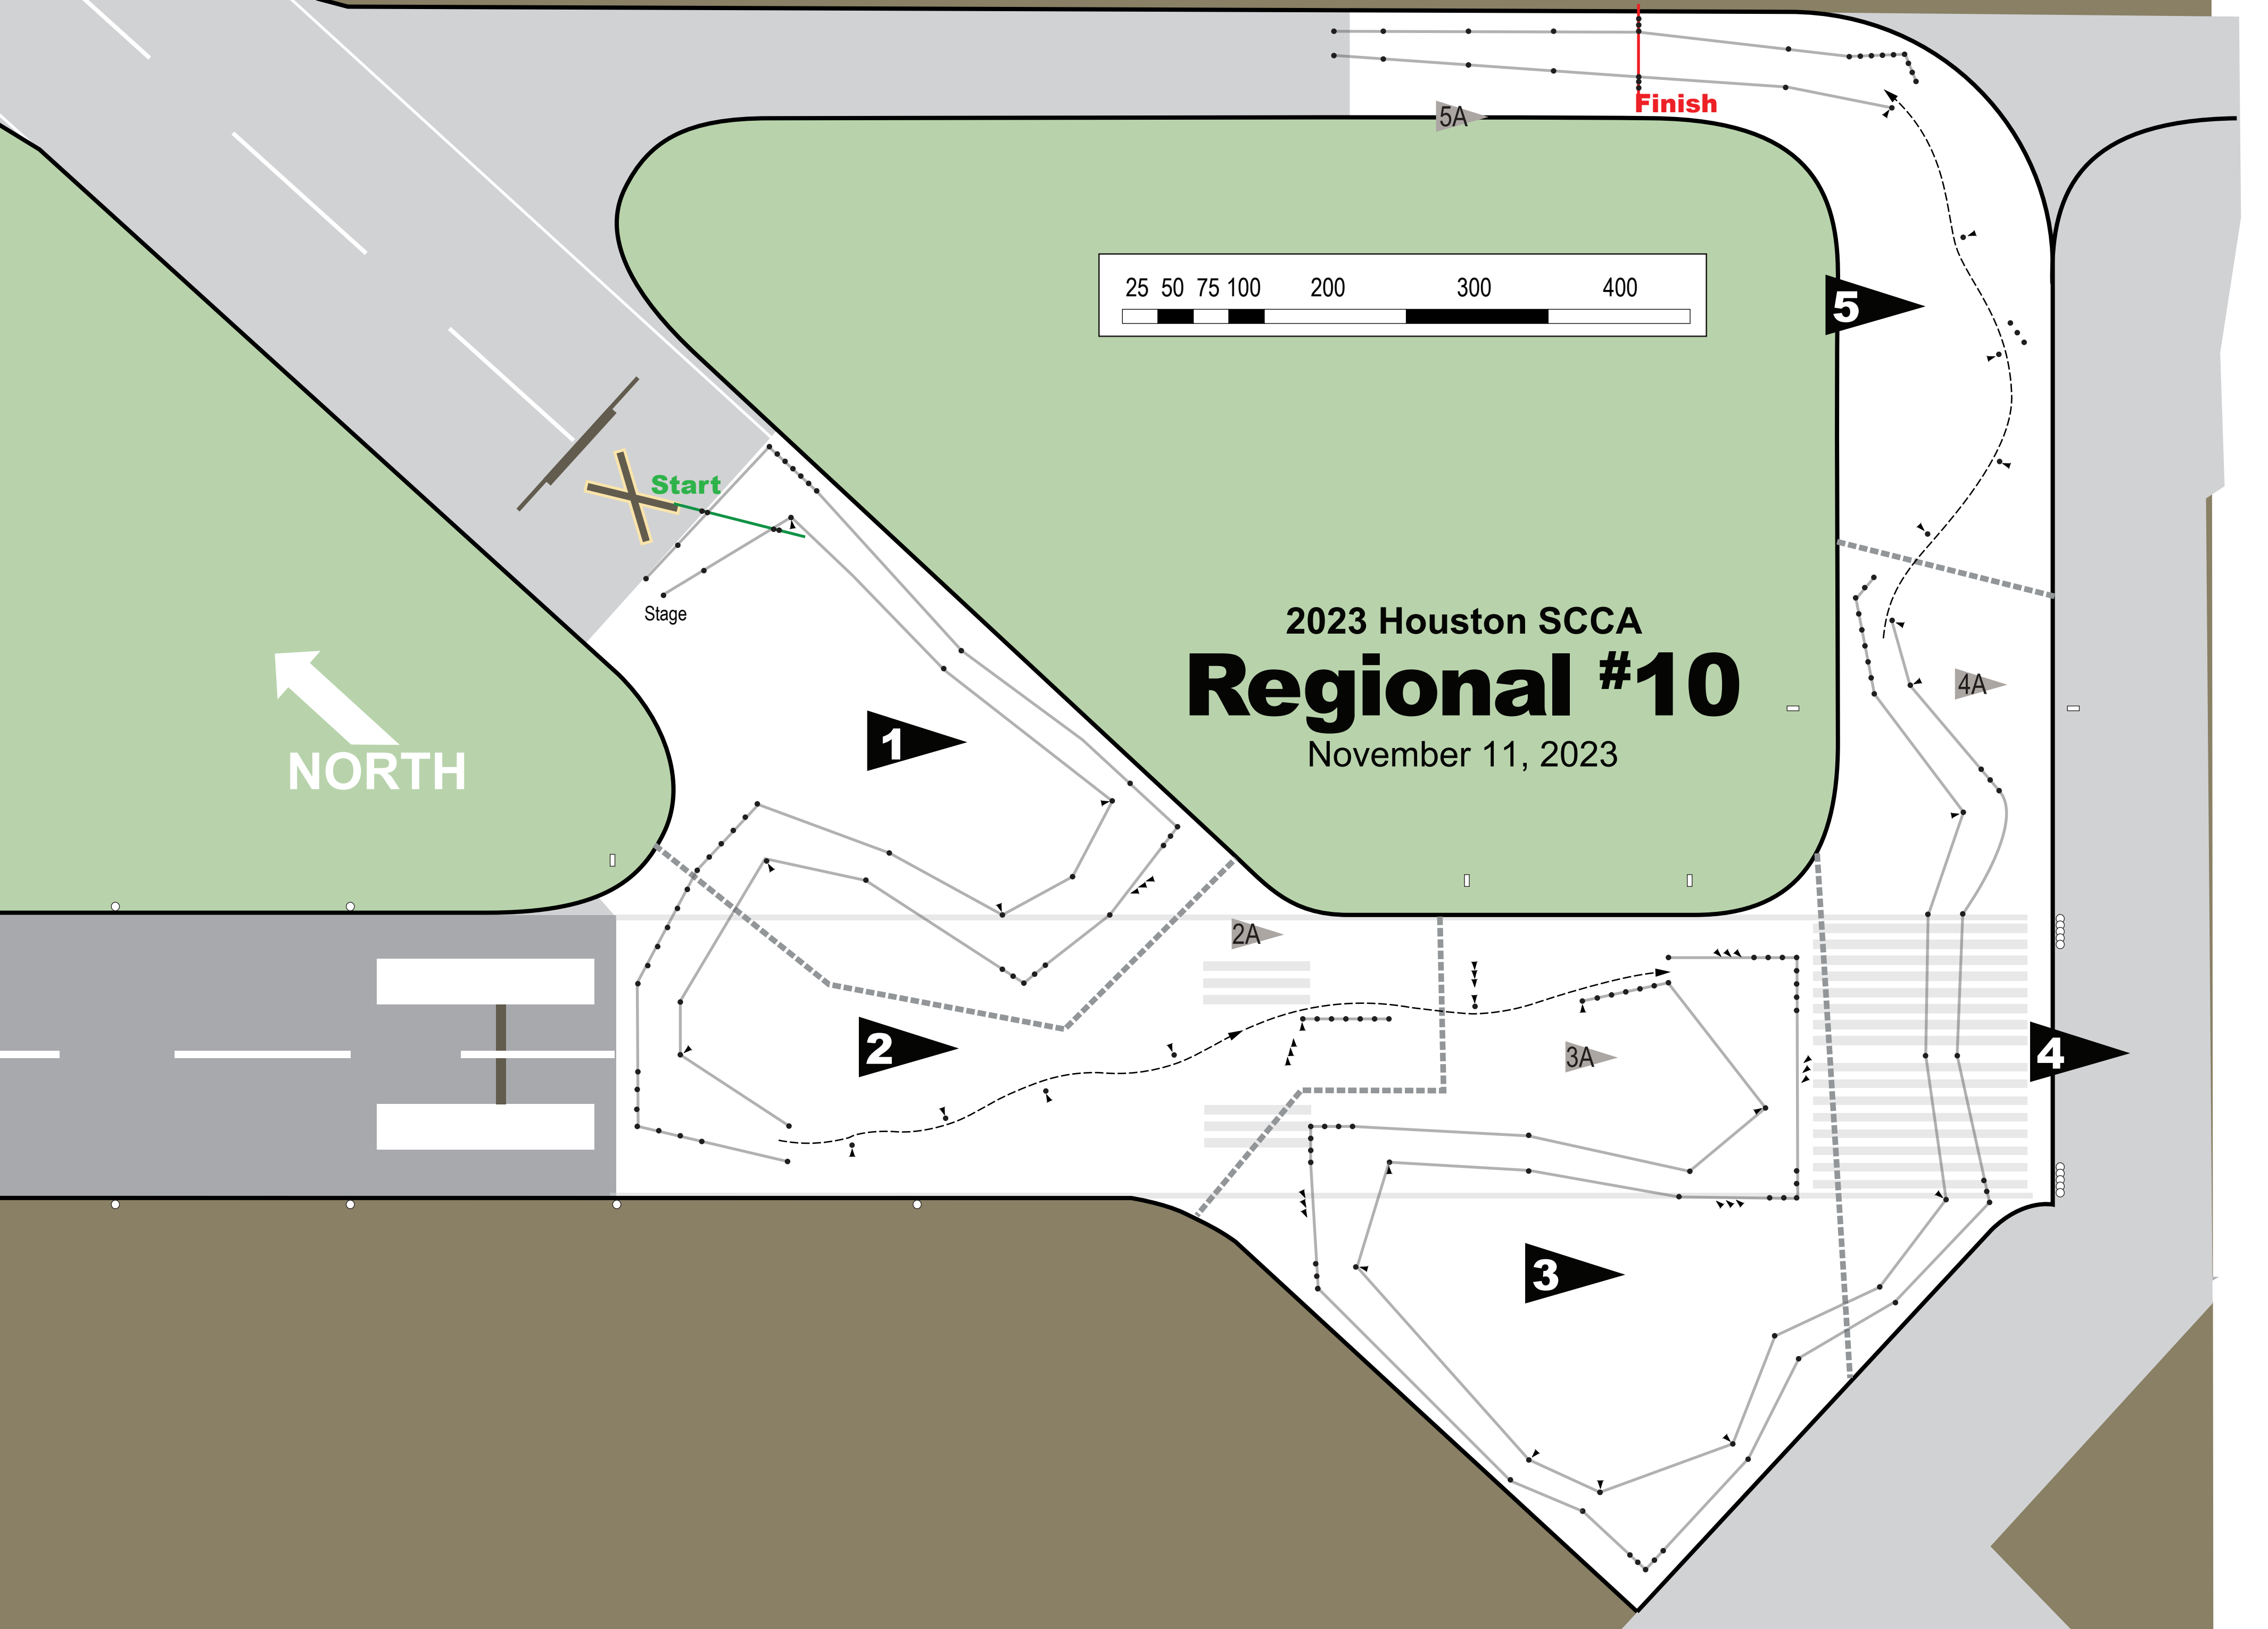 Finish
5A
5
25 50 75 100 200 300 400
Start
Stage
2023 Houston SCCA
Regional #10
November 11, 2023
4A
NORTH
1
2A
2
3A
4
3